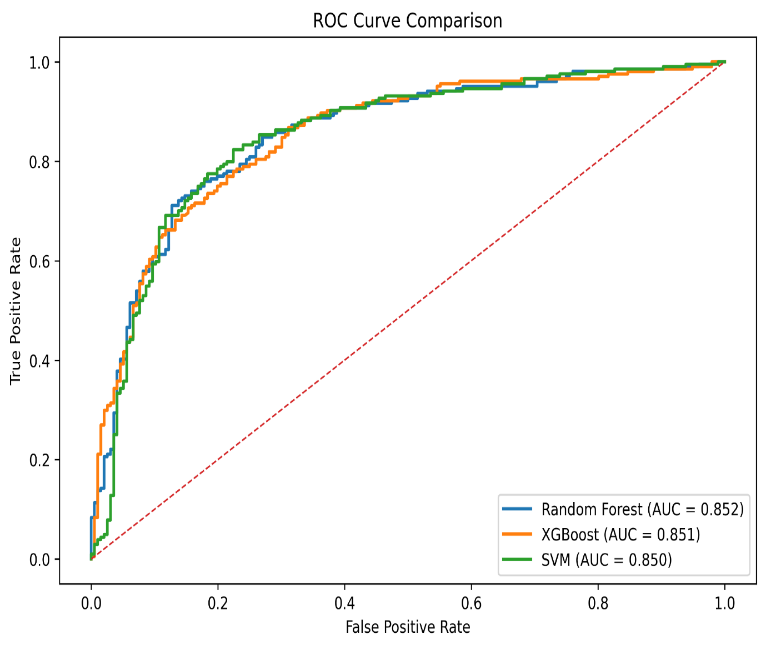 ROC Curve Comparison
1.0
0.8
0.6
0.4
0.2
0.0
True Positive Rate
Random Forest (AUC = 0.852)
XGBoost (AUC = 0.851)
SVM (AUC = 0.850)
0.0 0.2 0.4 0.6 0.8 1.0
False Positive Rate